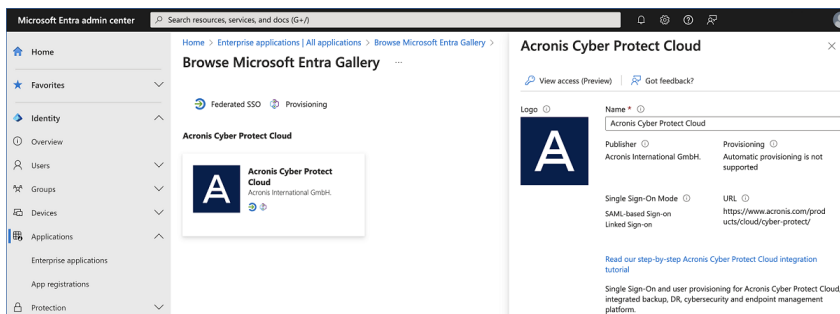 Microsoft Entra admin center
Search resources, services, and docs (G+/)
Home > Enterprise applications | All applications > Browse Microsoft Entra Gallery >
Browse Microsoft Entra Gallery ...
Federated SSO Provisioning
Acronis Cyber Protect Cloud
Acronis Cyber Protect
Cloud
Acronis International GmbH.
Home
Favorites
Identity
Overview
Users
Groups
Devices
Applications
Enterprise applications
App registrations
Protection
Acronis Cyber Protect Cloud
View access (Preview) Got feedback?
Logo
Name *
Acronis Cyber Protect Cloud
Publisher
Acronis International GmbH.
Provisioning
Automatic provisioning is not
supported
Single Sign-On Mode
SAML-based Sign-on
Linked Sign-on
URL
https://www.acronis.com/prod
ucts/cloud/cyber-protect/
Read our step-by-step Acronis Cyber Protect Cloud integration
tutorial
Single Sign-On and user provisioning for Acronis Cyber Protect Cloud,
integrated backup, DR, cybersecurity and endpoint management
platform.